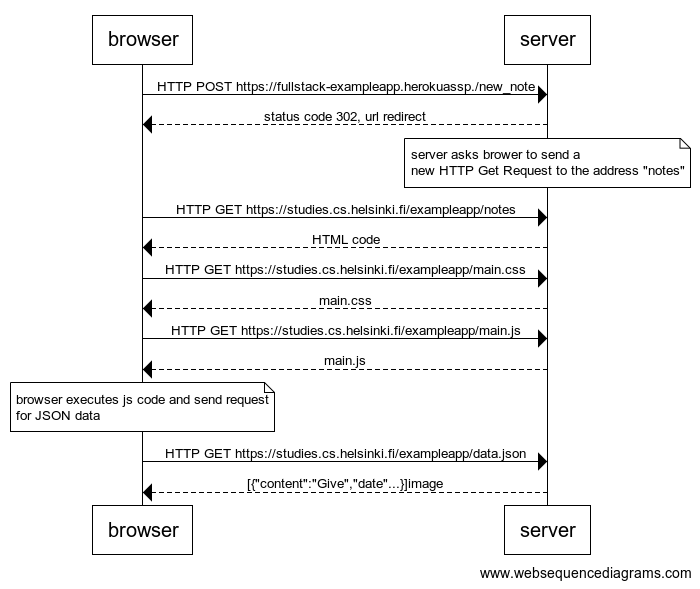 browser server
HTTP POST https://fullstack-exampleapp.herokuassp./new_note
status code 302, url redirect
server asks brower to send a
new HTTP Get Request to the address "notes"
HTTP GET https://studies.cs.helsinki.fi/exampleapp/notes
HTML code
HTTP GET https://studies.cs.helsinki.fi/exampleapp/main.css
main.css
HTTP GET https://studies.cs.helsinki.fi/exampleapp/main.js
main.js
browser executes js code and send request
for JSON data
HTTP GET https://studies.cs.helsinki.fi/exampleapp/data.json
[{"content":"Give","date"...}]image
browser server
www.websequencediagrams.com